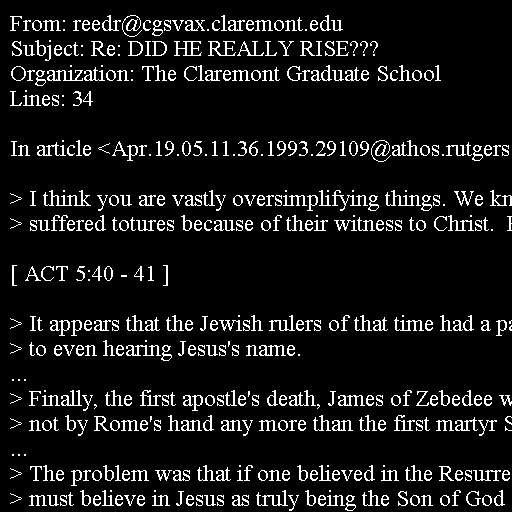 From: reedr@cgsvax.claremont.edu
Subject: Re: DID HE REALLY RISE???
Organization: The Claremont Graduate School
Lines: 34
In article <Apr.19.05.11.36.1993.29109@athos.rutgers
> I think you are vastly oversimplifying things. We kn
> suffered totures because of their witness to Christ.
[ ACT 5:40 - 41 ]
> It appears that the Jewish rulers of that time had a pa
> to even hearing Jesus's name.
...
> Finally, the first apostle's death, James of Zebedee w
> not by Rome's hand any more than the first martyr S
...
> The problem was that if one believed in the Resurre
> must believe in Jesus as truly being the Son of God